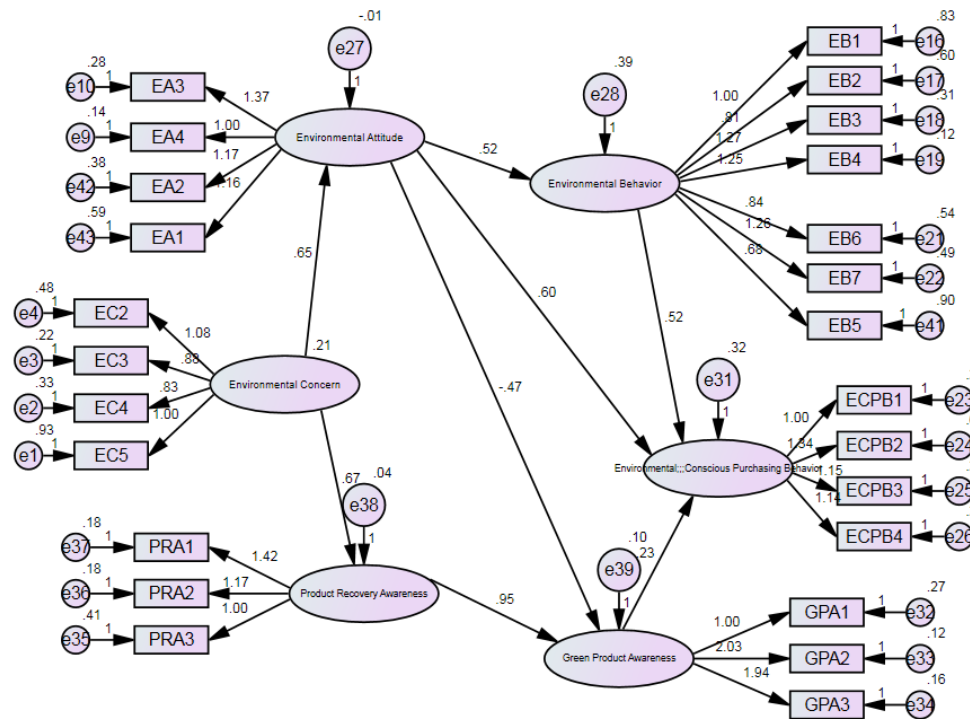 -.01
e27
1
.28
e10
1
EA3
1.37
.14
e9
1
EA4
1.00
.38
e42
1
EA2
1.17
.59
e43
1
EA1
1.16
Environmental Attitude
.39
e28
1
Environmental Behavior
.52
.83
EB1
1
e16
1.00
.60
EB2
1
e17
.81
.31
EB3
1
e18
1.27
.12
EB4
1
e19
1.25
.54
EB6
1
e21
.84
.49
EB7
1
e22
1.26
.90
EB5
1
e41
.68
.65
.60
.52
-.47
.48
e4
1
EC2
1.08
.22
e3
1
EC3
.88
.33
e2
1
EC4
.83
.93
e1
1
EC5
1.00
.21
Environmental Concern
.32
e31
1
Environmental;;;Conscious Purchasing Behavior
ECPB1
1
e23
1.00
ECPB2
1
e24
1.34
ECPB3
1
e25
1.15
ECPB4
1
e26
1.14
.67
.04
e38
1
.18
e37
1
PRA1
1.42
.18
e36
1
PRA2
1.17
.41
e35
1
PRA3
1.00
Product Recovery Awareness
.95
.10
e39
.23
1
Green Product Awareness
.27
GPA1
1
e32
1.00
.12
GPA2
1
e33
2.03
.16
GPA3
1
e34
1.94